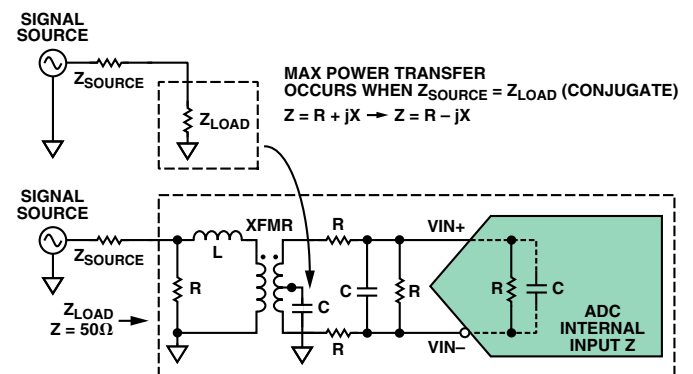 SIGNAL
SOURCE
Z_SOURCE
Z_LOAD
MAX POWER TRANSFER
OCCURS WHEN Z_SOURCE = Z_LOAD (CONJUGATE)
Z = R + jX → Z = R – jX
SIGNAL
SOURCE
Z_SOURCE
R
L
XFMR
C
R
R
C
R
VIN+
VIN–
R
C
ADC
INTERNAL
INPUT Z
Z_LOAD
Z = 50Ω